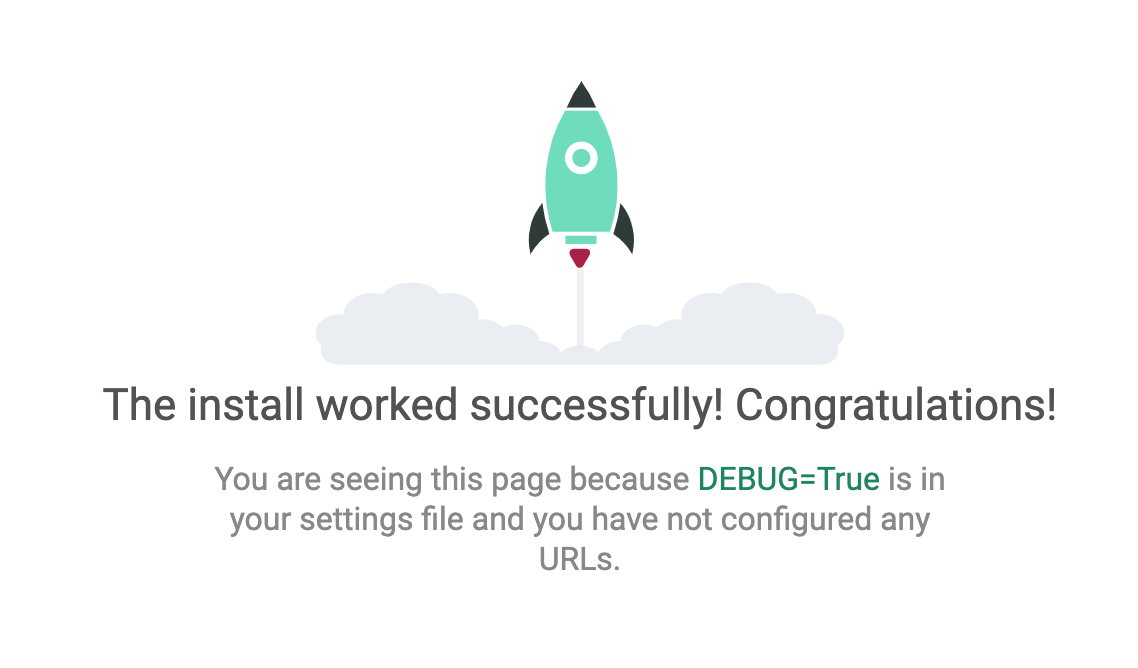 The install worked successfully! Congratulations!
You are seeing this page because DEBUG=True is in
your settings file and you have not configured any
URLs.